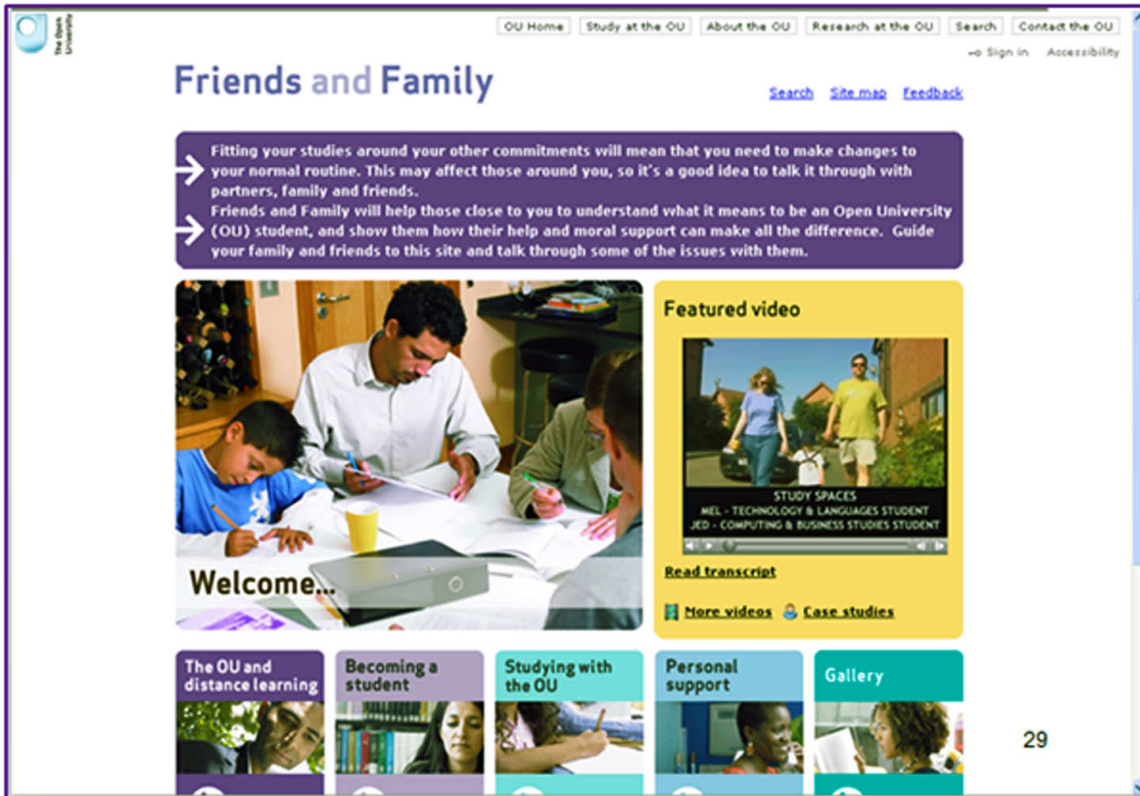 The Open
University
OU Home Study at the OU About the OU Research at the OU Search Contact the OU
Sign in Accessibility
Friends and Family
Search Site map Feedback
Fitting your studies around your other commitments will mean that you need to make changes to
your normal routine. This may affect those around you, so it's a good idea to talk it through with
partners, family and friends.
Friends and Family will help those close to you to understand what it means to be an Open University
(OU) student, and show them how their help and moral support can make all the difference. Guide
your family and friends to this site and talk through some of the issues with them.
Welcome...
Featured video
STUDY SPACES
MEL - TECHNOLOGY & LANGUAGES STUDENT
JED - COMPUTING & BUSINESS STUDIES STUDENT
Read transcript
More videos Case studies
The OU and
distance learning
Becoming a
student
Studying with
the OU
Personal
support
Gallery
29